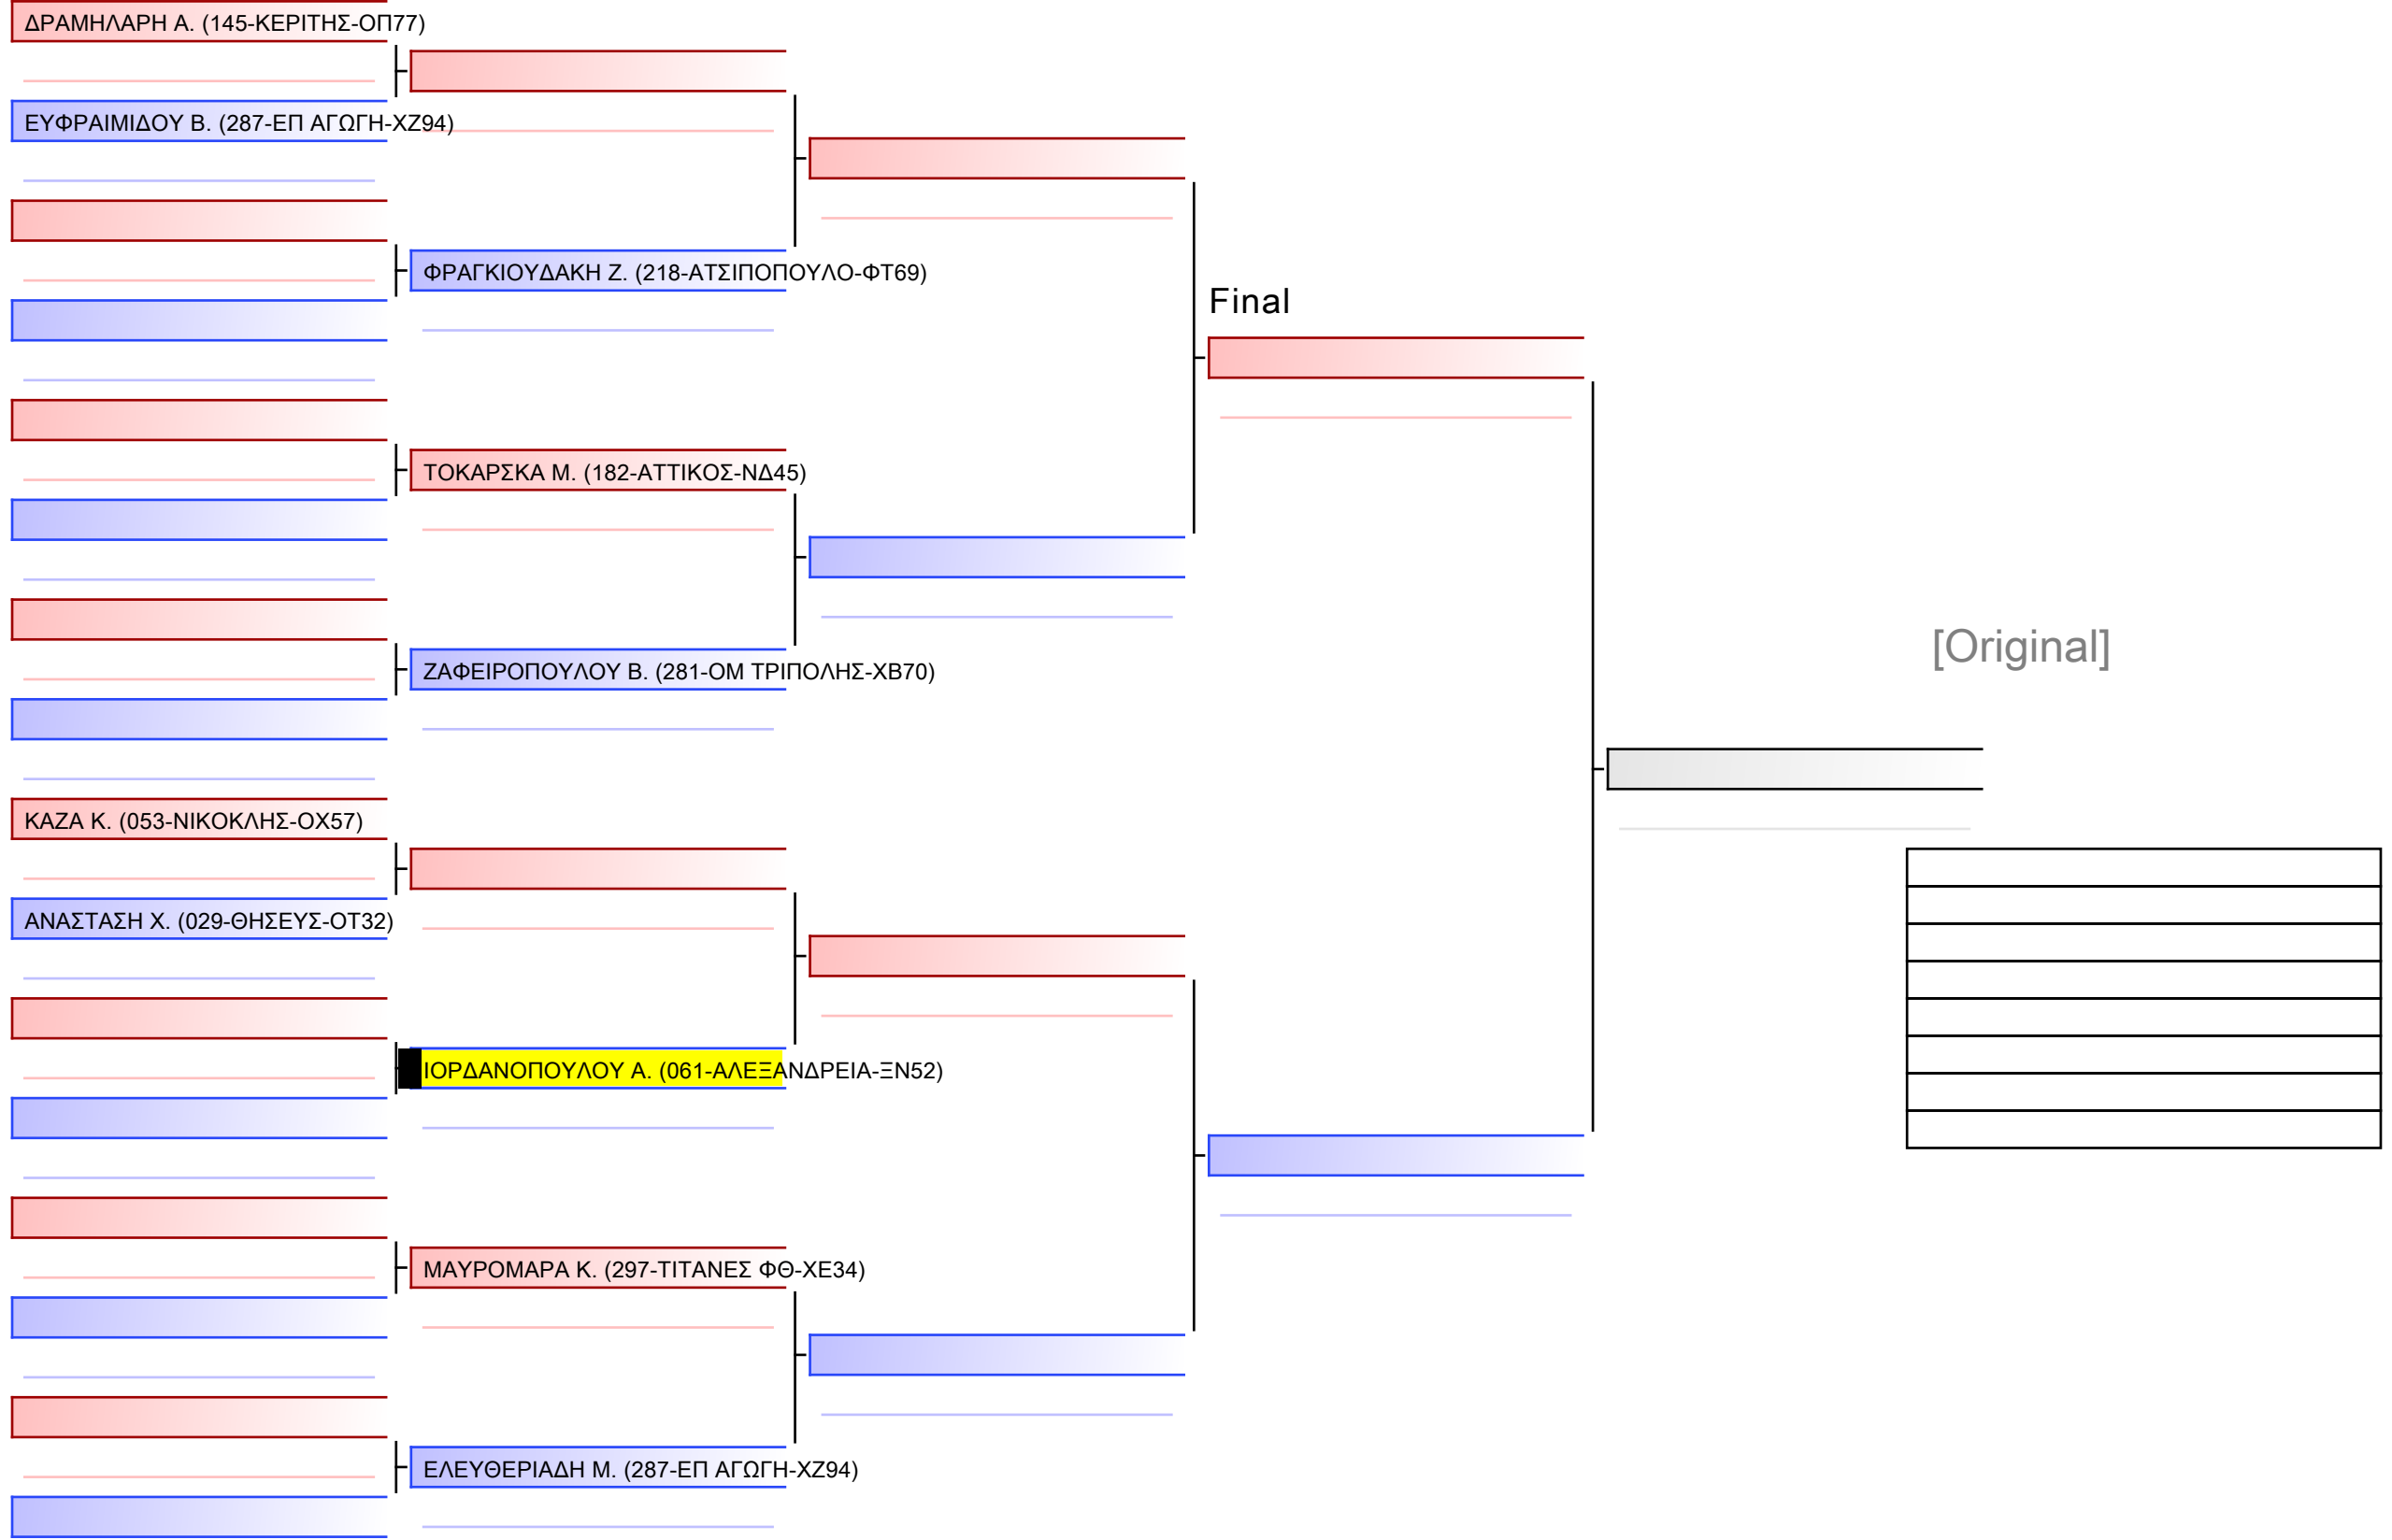 ΔΡΑΜΗΛΑΡΗ Α. (145-ΚΕΡΙΤΗΣ-ΟΠ77)
ΕΥΦΡΑΙΜΙΔΟΥ Β. (287-ΕΠ ΑΓΩΓΗ-ΧΖ94)
ΦΡΑΓΚΙΟΥΔΑΚΗ Ζ. (218-ΑΤΣΙΠΟΠΟΥΛΟ-ΦΤ69)
Final
ΤΟΚΑΡΣΚΑ Μ. (182-ΑΤΤΙΚΟΣ-ΝΔ45)
[Original]
ΖΑΦΕΙΡΟΠΟΥΛΟΥ Β. (281-ΟΜ ΤΡΙΠΟΛΗΣ-ΧΒ70)
ΚΑΖΑ Κ. (053-ΝΙΚΟΚΛΗΣ-ΟΧ57)
ΑΝΑΣΤΑΣΗ Χ. (029-ΘΗΣΕΥΣ-ΟΤ32)
ΙΟΡΔΑΝΟΠΟΥΛΟΥ Α. (061-ΑΛΕΞΑΝΔΡΕΙΑ-ΞΝ52)
ΜΑΥΡΟΜΑΡΑ Κ. (297-ΤΙΤΑΝΕΣ ΦΘ-ΧΕ34)
ΕΛΕΥΘΕΡΙΑΔΗ Μ. (287-ΕΠ ΑΓΩΓΗ-ΧΖ94)